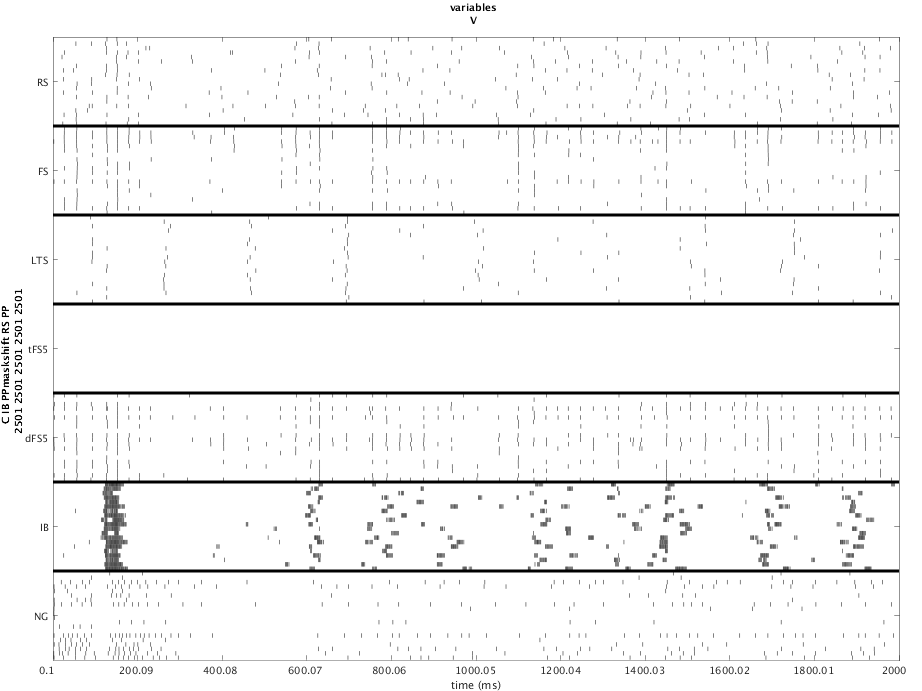 variables
V
RS
FS
LTS
tFS5
dFS5
IB
NG
C IB PPmaskshift RS PP
2501 2501 2501 2501 2501
0.1 200.09 400.08 600.07 800.06 1000.05 1200.04 1400.03 1600.02 1800.01 2000
time (ms)